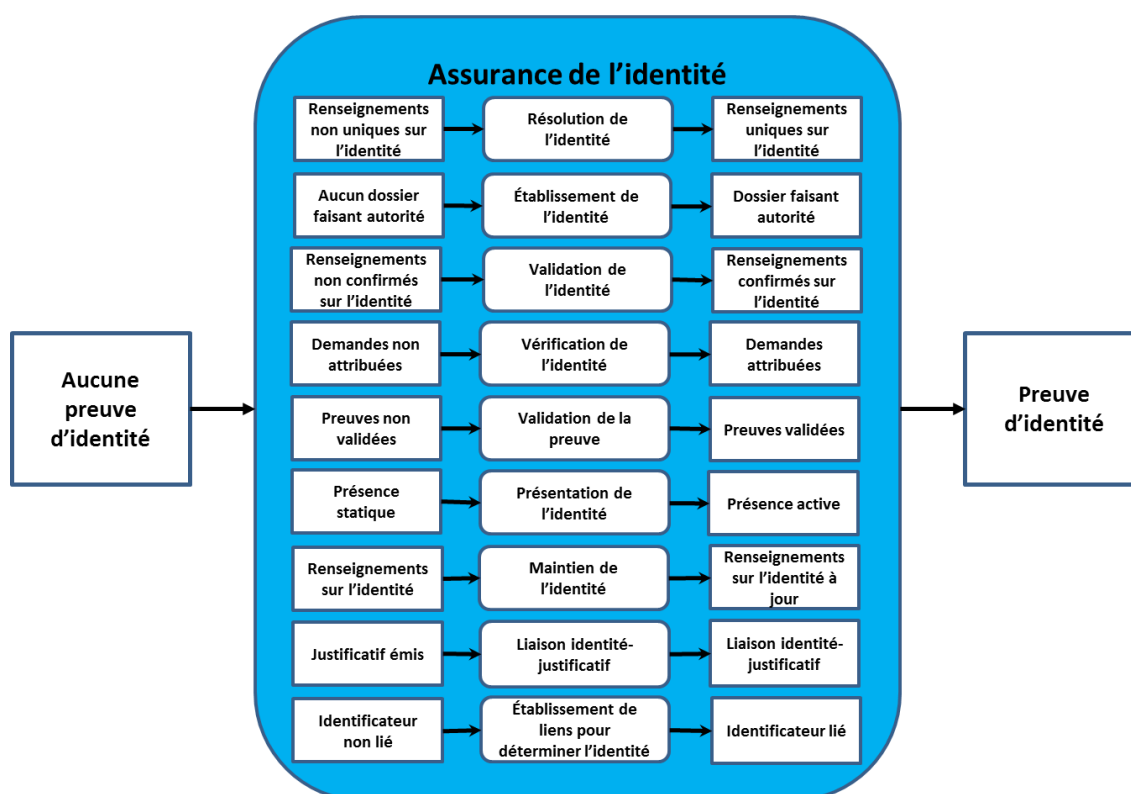 Assurance de l'identité
Renseignements
non uniques sur
l'identité
Résolution de
l'identité
Renseignements
uniques sur
l'identité
Aucun dossier
faisant autorité
Établissement de
l'identité
Dossier faisant
autorité
Renseignements
non confirmés
sur l'identité
Validation de
l'identité
Renseignements
confirmés sur
l'identité
Demandes non
attribuées
Vérification de
l'identité
Demandes
attribuées
Aucune
preuve
d'identité
Preuves non
validées
Validation de la
preuve
Preuves validées
Preuve
d'identité
Présence
statique
Présentation de
l'identité
Présence active
Renseignements
sur l'identité
Maintien de
l'identité
Renseignements
sur l'identité à
jour
Justificatif émis
Liaison identité-
justificatif
Liaison identité-
justificatif
Identificateur
non lié
Établissement de
liens pour
déterminer l'identité
Identificateur lié